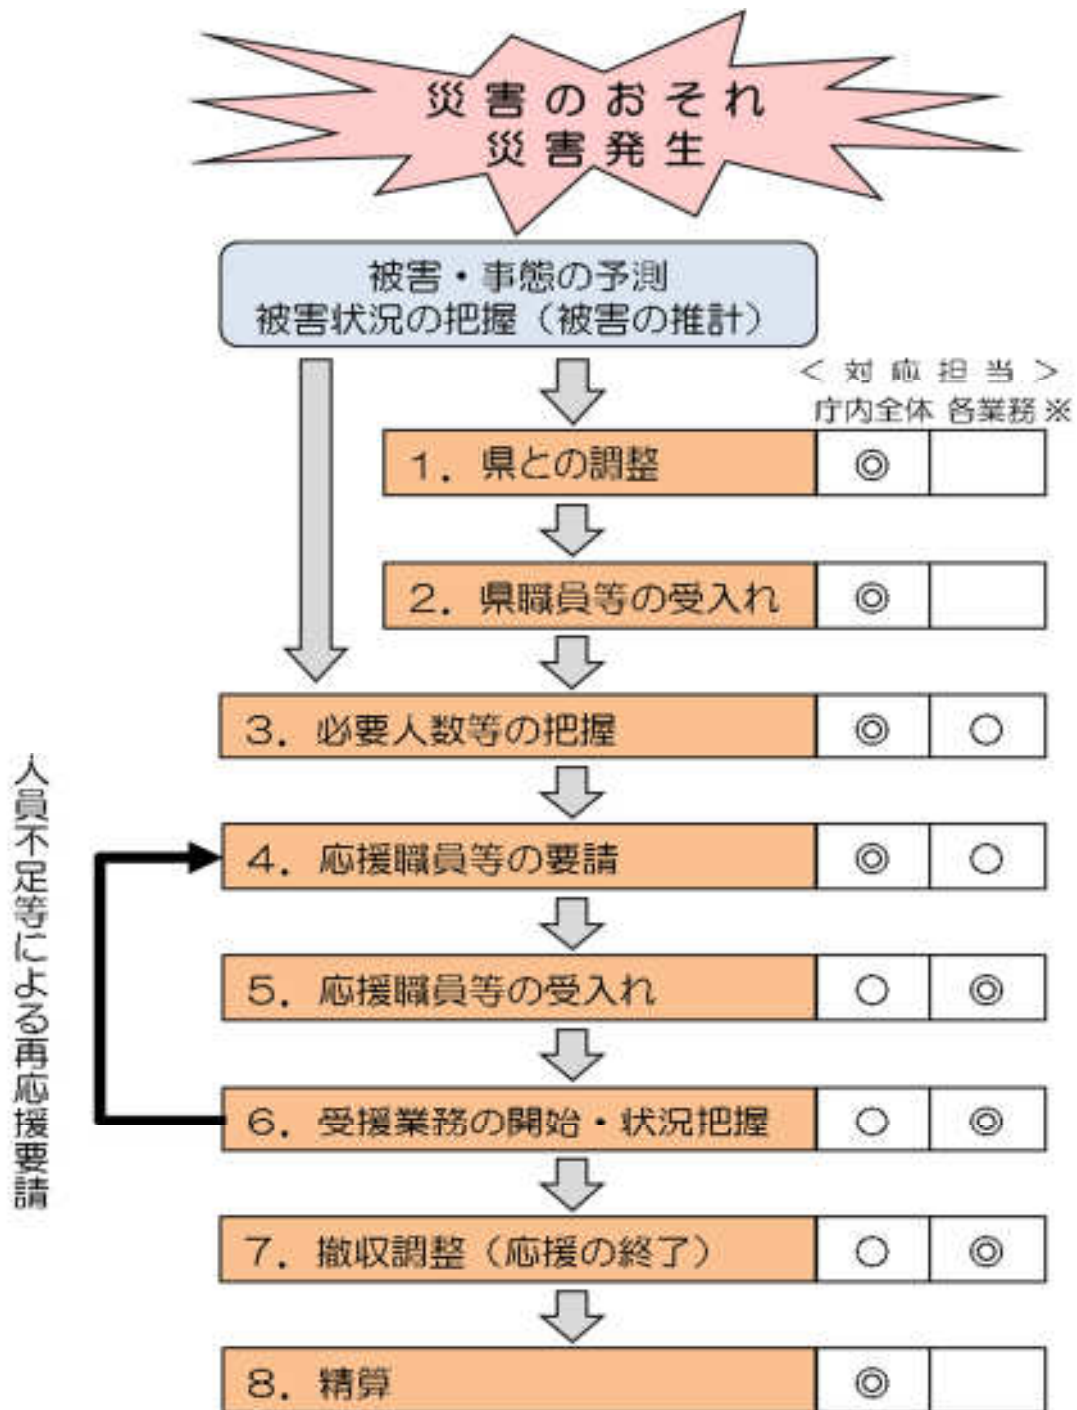 災害のおそれ
災害発生
被害・事態の予測
被害状況の把握（被害の推計）
＜対応担当＞
庁内全体 各業務※
１．県との調整 ◎
２．県職員等の受入れ ◎
３．必要人数等の把握 ◎ ○
４．応援職員等の要請 ◎ ○
５．応援職員等の受入れ ○ ◎
６．受援業務の開始・状況把握 ○ ◎
７．撤収調整（応援の終了） ○ ◎
８．精算 ◎
人員不足等による再応援要請